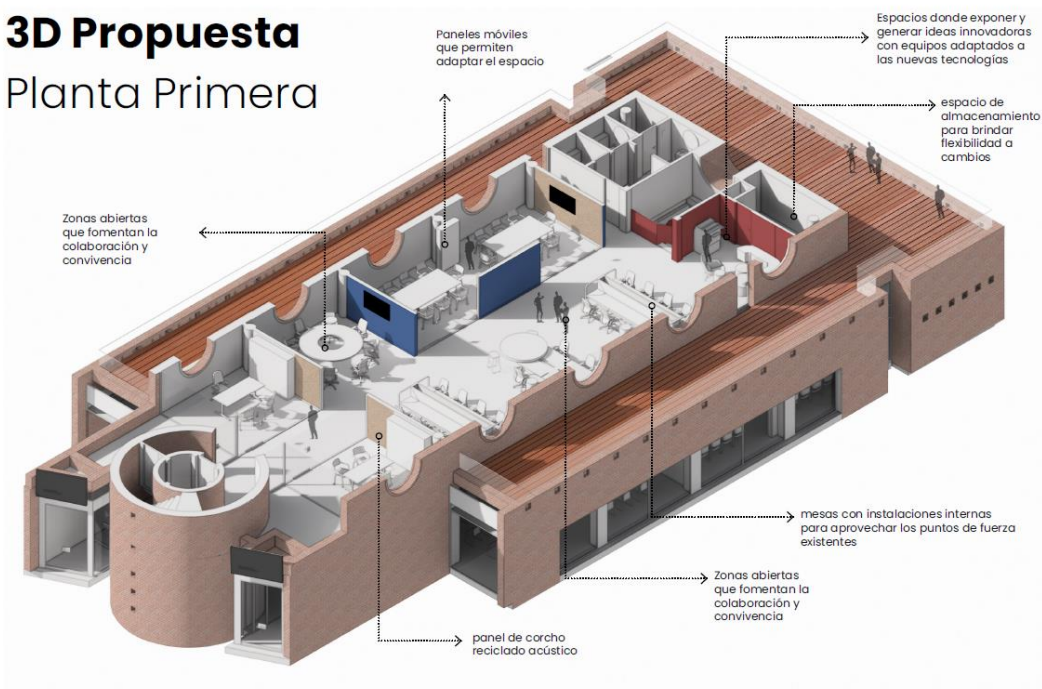 3D Propuesta
Planta Primera
Paneles móviles
que permiten
adaptar el espacio
Espacios donde exponer y
generar ideas innovadoras
con equipos adaptados a
las nuevas tecnologías
espacio de
almacenamiento
para brindar
flexibilidad a
cambios
Zonas abiertas
que fomentan la
colaboración y
convivencia
mesas con instalaciones internas
para aprovechar los puntos de fuerza
existentes
Zonas abiertas
que fomentan la
colaboración y
convivencia
panel de corcho
reciclado acústico